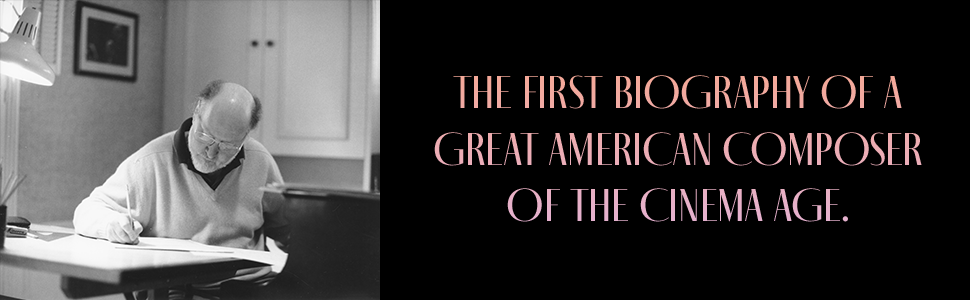 THE FIRST BIOGRAPHY OF A
GREAT AMERICAN COMPOSER
OF THE CINEMA AGE.